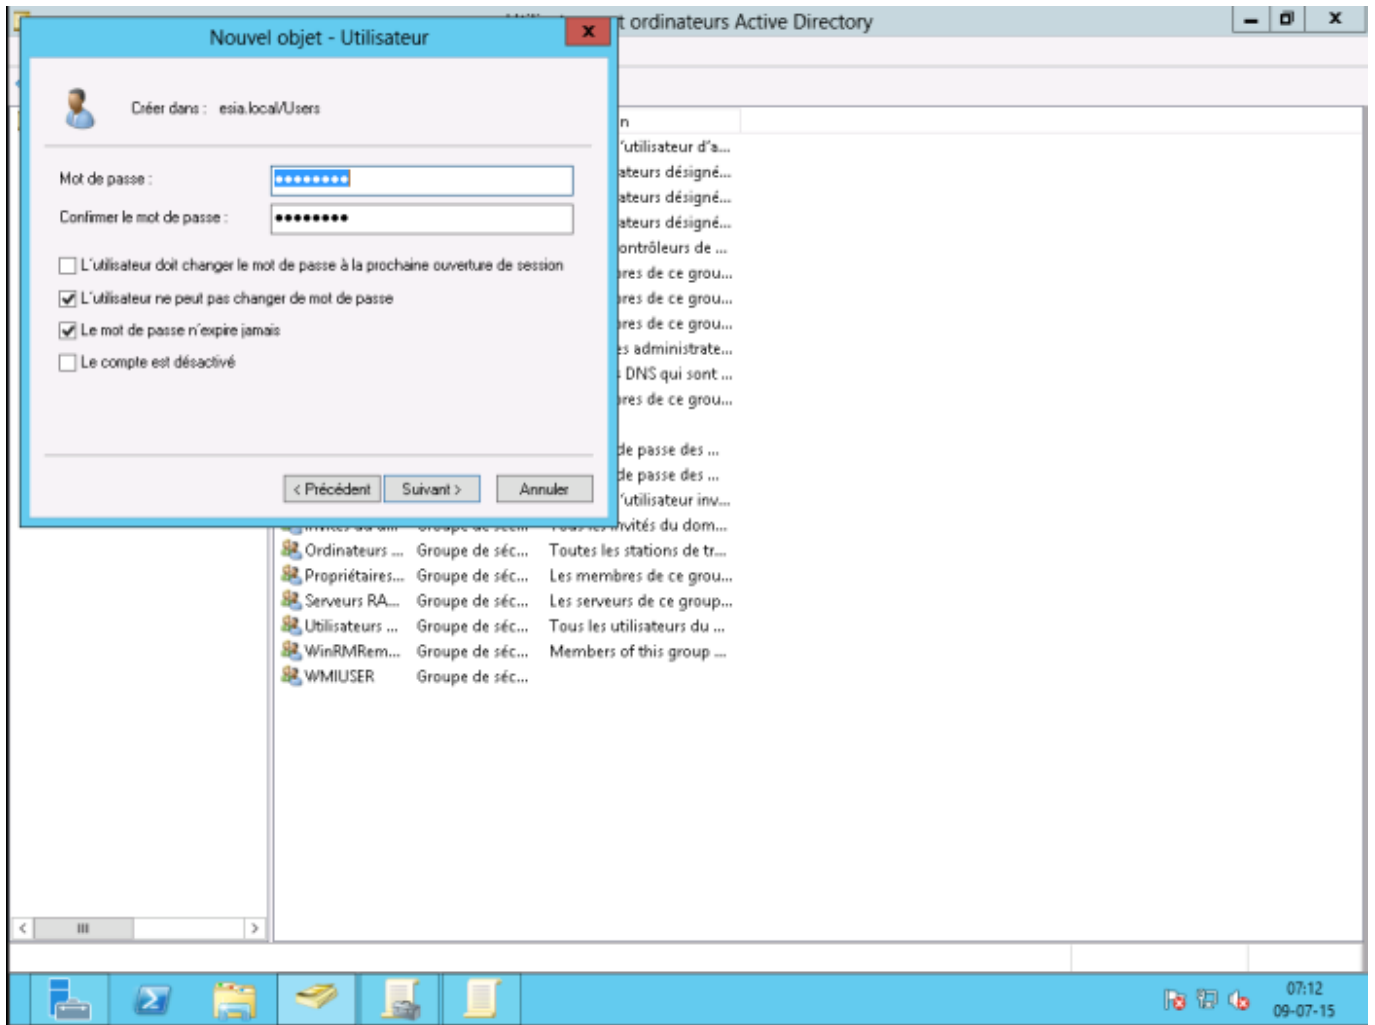 t ordinateurs Active Directory
Nouvel objet - Utilisateur
Créer dans : esia.local/Users
Mot de passe :
Confirmer le mot de passe :
L'utilisateur doit changer le mot de passe à la prochaine ouverture de session
L'utilisateur ne peut pas changer de mot de passe
Le mot de passe n'expire jamais
Le compte est désactivé
< Précédent Suivant > Annuler
n
'utilisateur d'a...
ateurs désigné...
ateurs désigné...
ateurs désigné...
ontrôleurs de ...
res de ce grou...
res de ce grou...
res de ce grou...
s administrate...
DNS qui sont ...
res de ce grou...
de passe des ...
de passe des ...
'utilisateur inv...
nvités du dom...
Ordinateurs ... Groupe de séc... Toutes les stations de tr...
Propriétaires... Groupe de séc... Les membres de ce grou...
Serveurs RA... Groupe de séc... Les serveurs de ce group...
Utilisateurs ... Groupe de séc... Tous les utilisateurs du ...
WinRMRem... Groupe de séc... Members of this group ...
WMIUSER Groupe de séc...
07:12
09-07-15